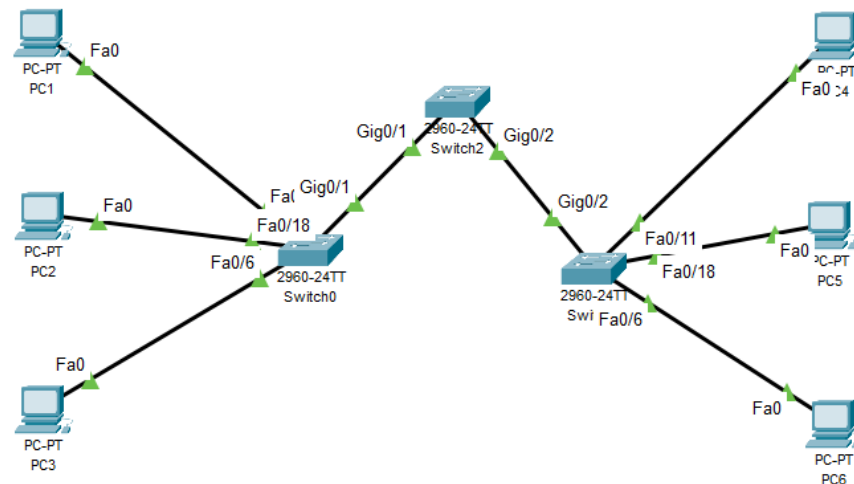 Fa0
PC-PT
PC1
Fa0
PC-PT
PC2
Fa0
PC-PT
PC3
Gig0/1
Gig0/1
Fa0/18
Fa0/6
2960-24TT
Switch0
2960-24TT
Switch2
Gig0/2
Gig0/2
2960-24TT
Fa0/11
Fa0/18
Fa0/6
Fa0
Fa0
PC5
Fa0
PC-PT
PC6